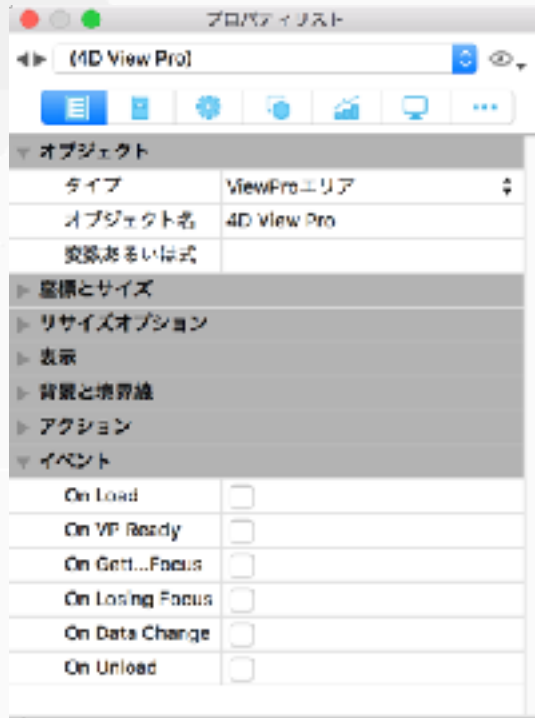 プロパティリスト
(4D View Pro)
オブジェクト
タイプ ViewProエリア
オブジェクト名 4D View Pro
変数あるいは式
座標とサイズ
リサイズオプション
表示
背景と境界線
アクション
イベント
On Load
On VP Ready
On Gett...Focus
On Losing Focus
On Data Change
On Unload